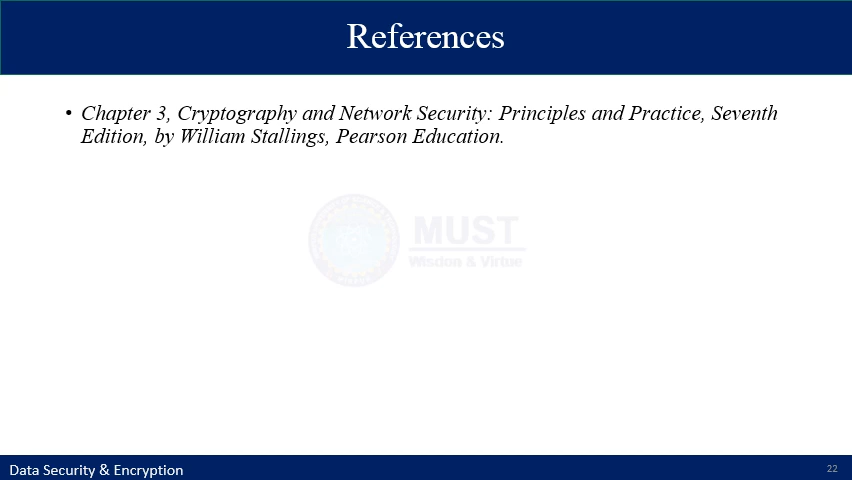 References
• Chapter 3, Cryptography and Network Security: Principles and Practice, Seventh
Edition, by William Stallings, Pearson Education.
MUST
Wisdom & Virtue
Data Security & Encryption
22